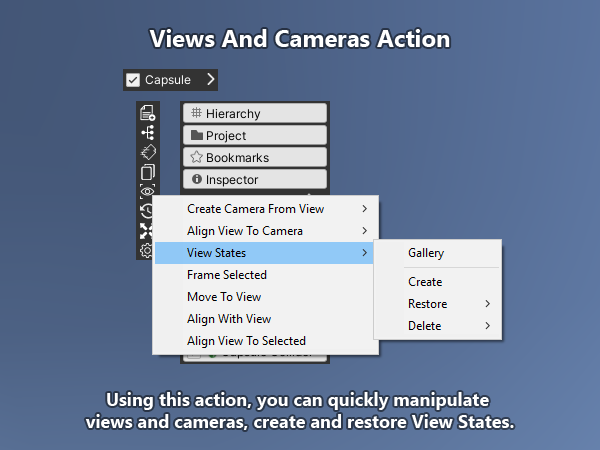 Views And Cameras Action
Capsule
Hierarchy
Project
Bookmarks
Inspector
Create Camera From View
Align View To Camera
View States
Gallery
Frame Selected
Create
Move To View
Restore
Align With View
Delete
Align View To Selected
Using this action, you can quickly manipulate
views and cameras, create and restore View States.